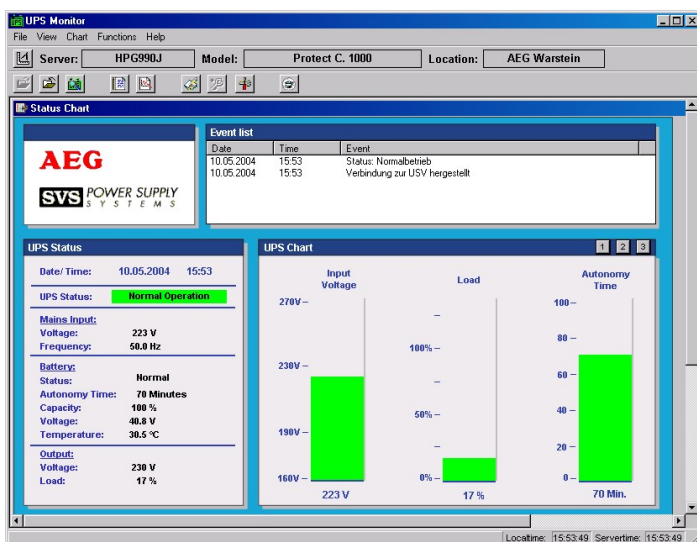 UPS Monitor
File View Chart Functions Help
Server: HPG990J Model: Protect C. 1000 Location: AEG Warstein
Status Chart
AEG
SVS POWER SUPPLY
SYSTEMS
Event list
Date Time Event
10.05.2004 15:53 Status: Normalbetrieb
10.05.2004 15:53 Verbindung zur USV hergestellt
UPS Status
Date/Time: 10.05.2004 15:53
UPS Status: Normal Operation
Mains Input:
Voltage: 223 V
Frequency: 50.0 Hz
Battery:
Status: Normal
Autonomy Time: 70 Minutes
Capacity: 100 %
Voltage: 40.8 V
Temperature: 30.5 °C
Output:
Voltage: 230 V
Load: 17 %
UPS Chart 1 2 3
Input
Voltage
270V
230V
190V
160V
223 V
Load
100%
50%
0%
17 %
Autonomy
Time
100
80
60
40
20
0
70 Min.
Localtime: 15:53:49 Servertime: 15:53:49